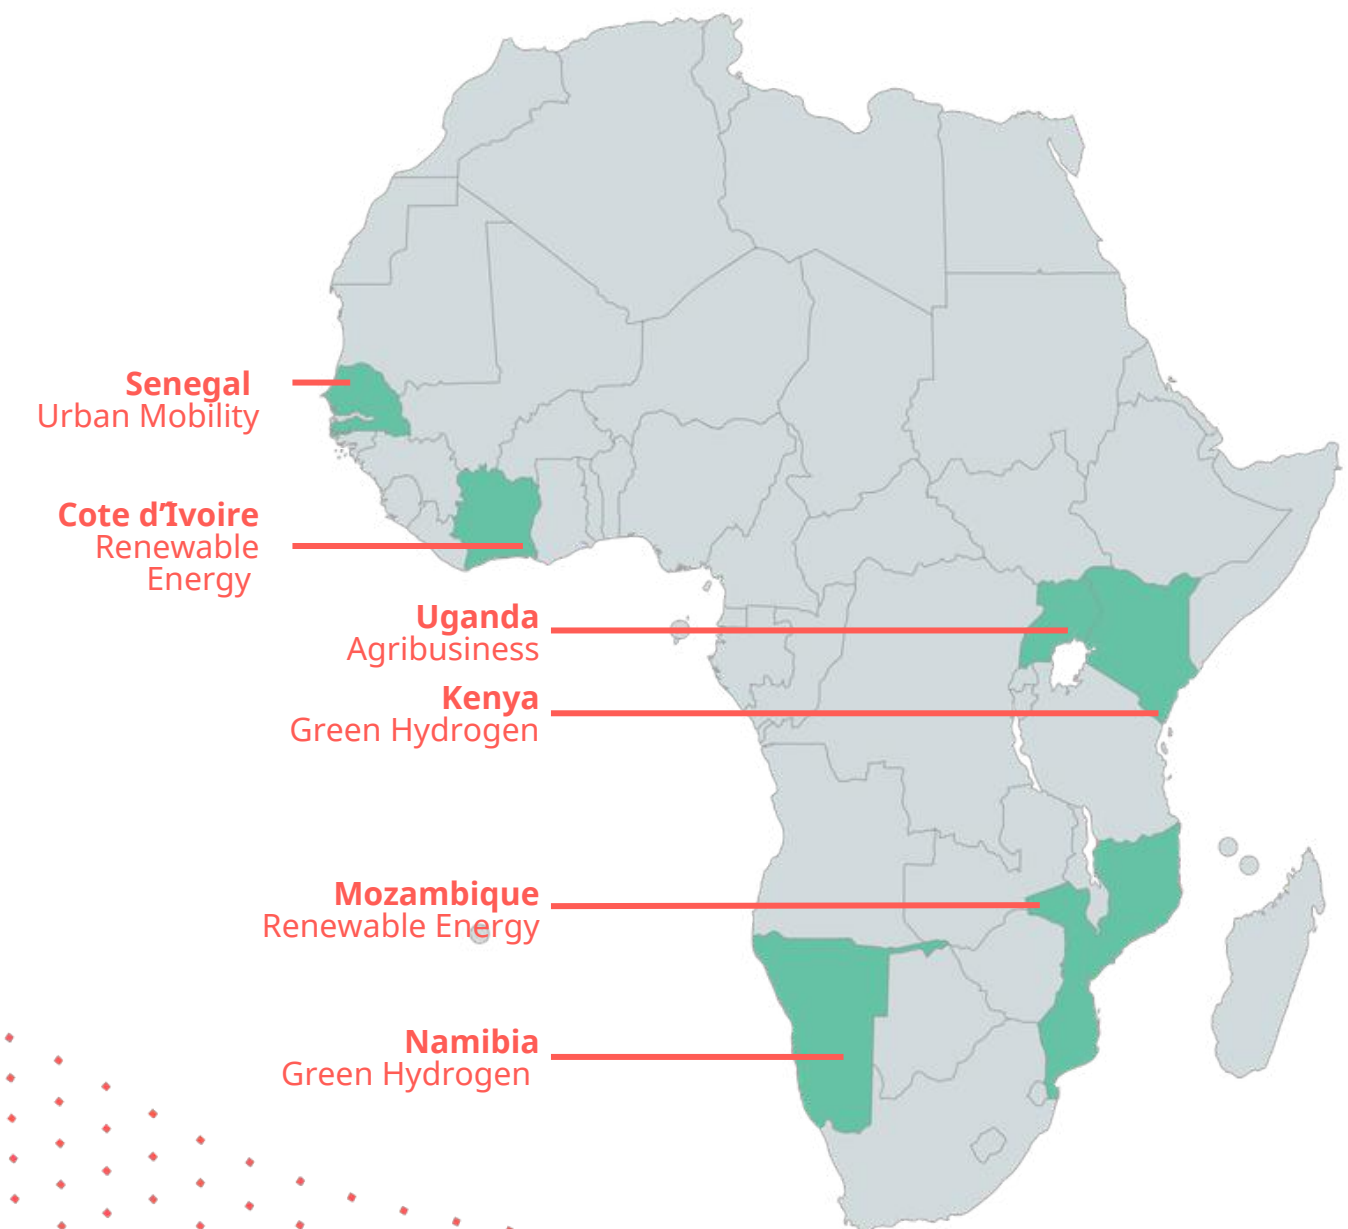 Senegal
Urban Mobility
Cote d’Ivoire
Renewable
Energy
Uganda
Agribusiness
Kenya
Green Hydrogen
Mozambique
Renewable Energy
Namibia
Green Hydrogen